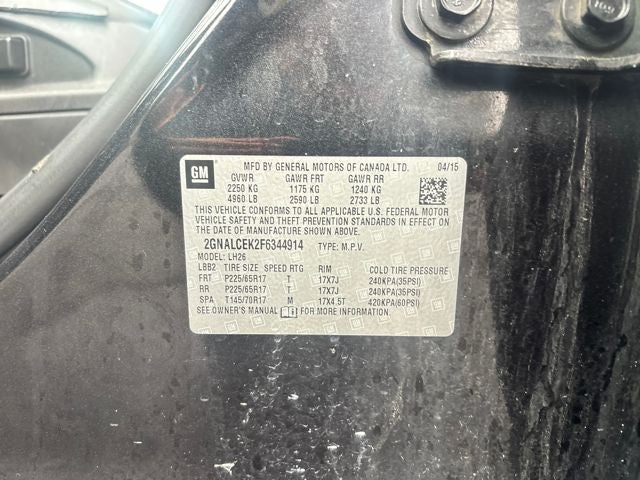 GM
MFD BY GENERAL MOTORS OF CANADA LTD. 04/15
GVWR GAWR FRT GAWR RR
2250 KG 1175 KG 1240 KG
4960 LB 2590 LB 2733 LB
THIS VEHICLE CONFORMS TO ALL APPLICABLE U.S. FEDERAL MOTOR
VEHICLE SAFETY AND THEFT PREVENTION STANDARDS IN EFFECT ON
THE DATE OF MANUFACTURE SHOWN ABOVE.
2GNALCEK2F6344914 TYPE: M.P.V.
MODEL: LH26
LBB2 TIRE SIZE SPEED RTG RIM COLD TIRE PRESSURE
FRT P225/65R17 T 17X7J 240KPA(35PSI)
RR P225/65R17 T 17X7J 240KPA(35PSI)
SPA T145/70R17 M 17X4.5T 420KPA(60PSI)
SEE OWNER'S MANUAL FOR MORE INFORMATION.